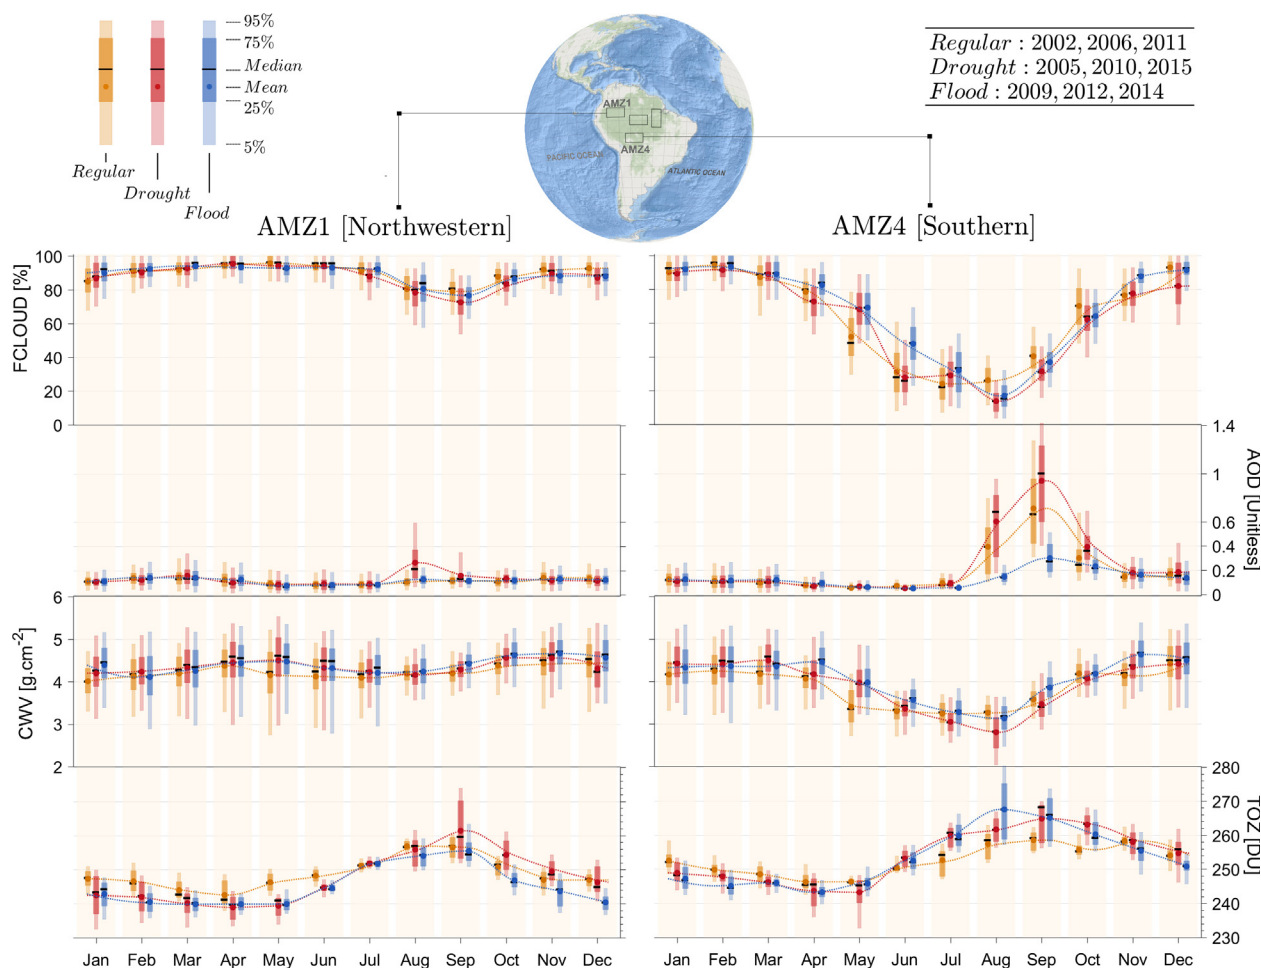 95%
75%
Median
Mean
25%
5%
Regular
Drought
Flood
AMZ1
AMZ4
PACIFIC OCEAN
ATLANTIC OCEAN
Regular : 2002, 2006, 2011
Drought : 2005, 2010, 2015
Flood : 2009, 2012, 2014
AMZ1 [Northwestern]
AMZ4 [Southern]
FCLOUD [%]
100
80
60
40
20
0
AOD [Unitless]
1.4
1
0.6
0.4
0.2
0
CWV [g.cm-2]
6
5
4
3
2
TOZ [DU]
280
270
260
250
240
230
Jan Feb Mar Apr May Jun Jul Aug Sep Oct Nov Dec
Jan Feb Mar Apr May Jun Jul Aug Sep Oct Nov Dec